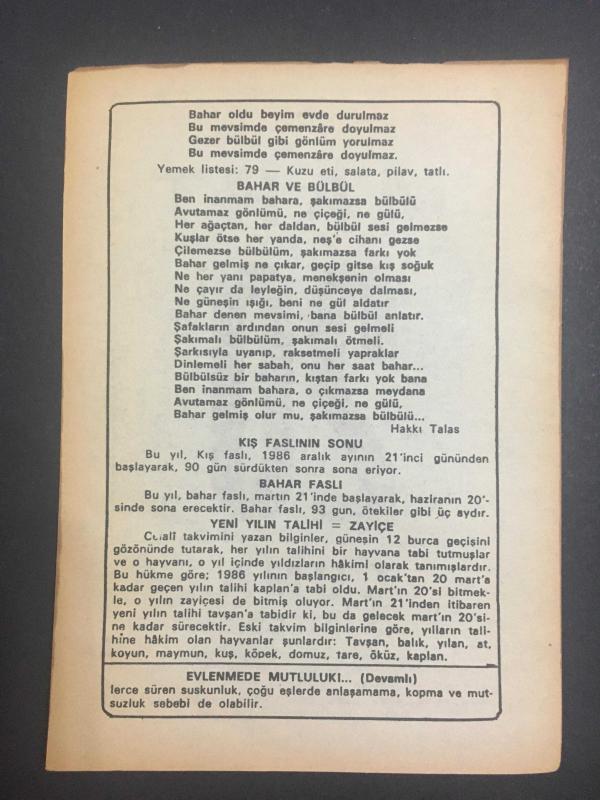 Bahar oldu beyim evde durulmaz
Bu mevsimde çemenzâre doyulmaz
Gezer bülbül gibi gönlüm yorulmaz
Bu mevsimde çemenzâre doyulmaz.
Yemek listesi: 79 — Kuzu eti, salata, pilav, tatlı.
BAHAR VE BÜLBÜL
Ben inanmam bahara, şakımazsa bülbülü
Avutamaz gönlümü, ne çiçeği, ne gülü,
Her ağaçtan, her daldan, bülbül sesi gelmezse
Kuşlar ötse her yanda, neş'e cihanı gezse
Çilemezse bülbülüm, şakımazsa farkı yok
Bahar gelmiş ne çıkar, geçip gitse kış soğuk
Ne her yanı papatya, menekşenin olması
Ne çayır da leyleğin, düşünceye dalması,
Ne güneşin ışığı, beni ne gül aldatır
Bahar denen mevsimi, bana bülbül anlatır.
Şafakların ardından onun sesi gelmeli
Şakımalı bülbülüm, şakımalı ötmeli.
Şarkısıyla uyanıp, raksetmeli yapraklar
Dinlemeli her sabah, onu her saat bahar...
Bülbülsüz bir baharın, kıştan farkı yok bana
Ben inanmam bahara, o çıkmazsa meydana
Avutamaz gönlümü, ne çiçeği, ne gülü,
Bahar gelmiş olur mu, şakımazsa bülbülü...
Hakkı Talas
KIŞ FASLININ SONU
Bu yıl, Kış faslı, 1986 aralık ayının 21'inci gününden
başlayarak, 90 gün sürdükten sonra sona eriyor.
BAHAR FASLI
Bu yıl, bahar faslı, martın 21'inde başlayarak, haziranın 20'-
sinde sona erecektir. Bahar faslı, 93 gun, ötekiler gibi üç aydır.
YENİ YILIN TALİHİ = ZAYİÇE
Celali takvimini yazan bilginler, güneşin 12 burca geçişini
gözönünde tutarak, her yılın talihini bir hayvana tabi tutmuşlar
ve o hayvanı, o yıl içinde yıldızların hâkimi olarak tanımışlardır.
Bu hükme göre; 1986 yılının başlangıcı, 1 ocak'tan 20 mart'a
kadar geçen yılın talihi kaplan'a tabi oldu. Mart'ın 20'si bitmek-
le, o yılın zayiçesi de bitmiş oluyor. Mart'ın 21'inden itibaren
yeni yılın talihi tavşan'a tabidir ki, bu da gelecek mart'ın 20'si-
ne kadar sürecektir. Eski takvim bilginlerine göre, yılların tali-
hine hâkim olan hayvanlar şunlardır: Tavşan, balık, yılan, at,
koyun, maymun, kuş, köpek, domuz, fare, öküz, kaplan.
EVLENMEDE MUTLULUK!... (Devamlı)
lerce süren suskunluk, çoğu eşlerde anlaşamama, kopma ve mut-
suzluk sebebi de olabilir.